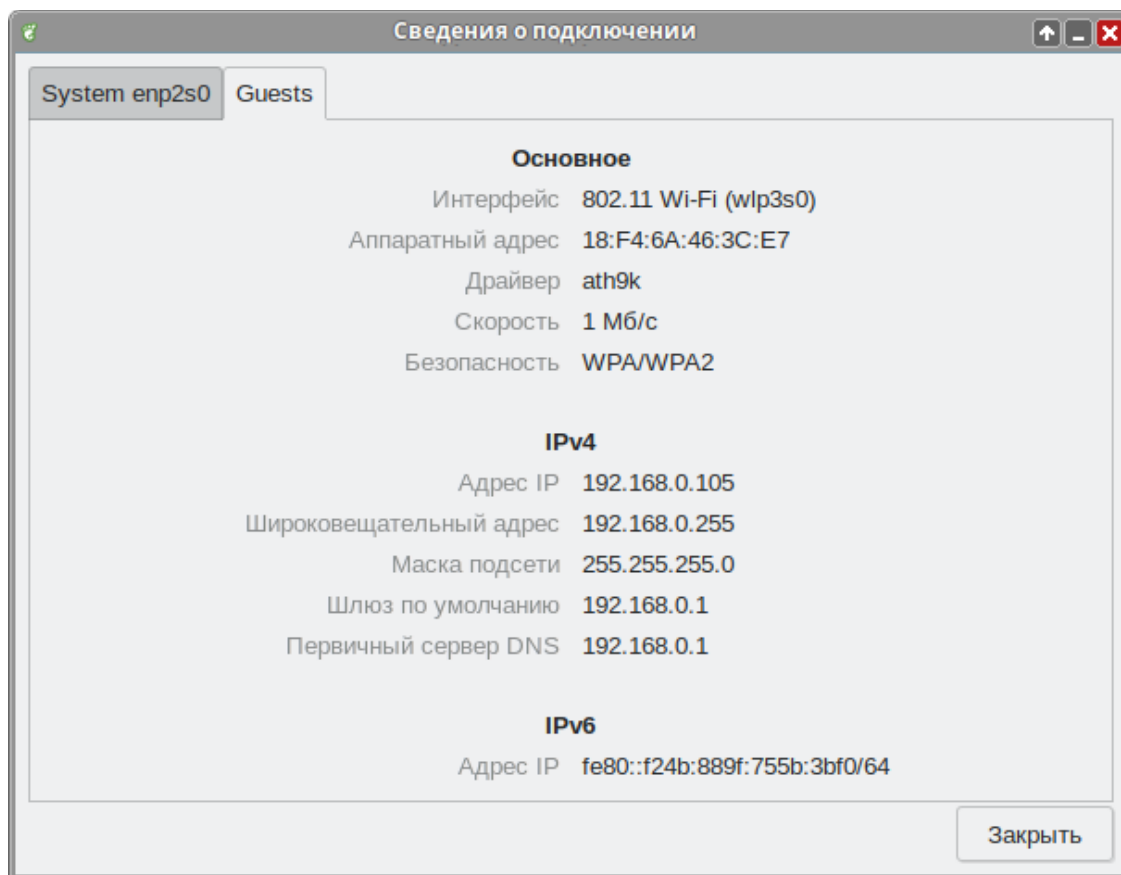 Сведения о подключении
System enp2s0 Guests
Основное
Интерфейс 802.11 Wi-Fi (wlp3s0)
Аппаратный адрес 18:F4:6A:46:3C:E7
Драйвер ath9k
Скорость 1 Мб/с
Безопасность WPA/WPA2
IPv4
Адрес IP 192.168.0.105
Широковещательный адрес 192.168.0.255
Маска подсети 255.255.255.0
Шлюз по умолчанию 192.168.0.1
Первичный сервер DNS 192.168.0.1
IPv6
Адрес IP fe80::f24b:889f:755b:3bf0/64
Закрыть